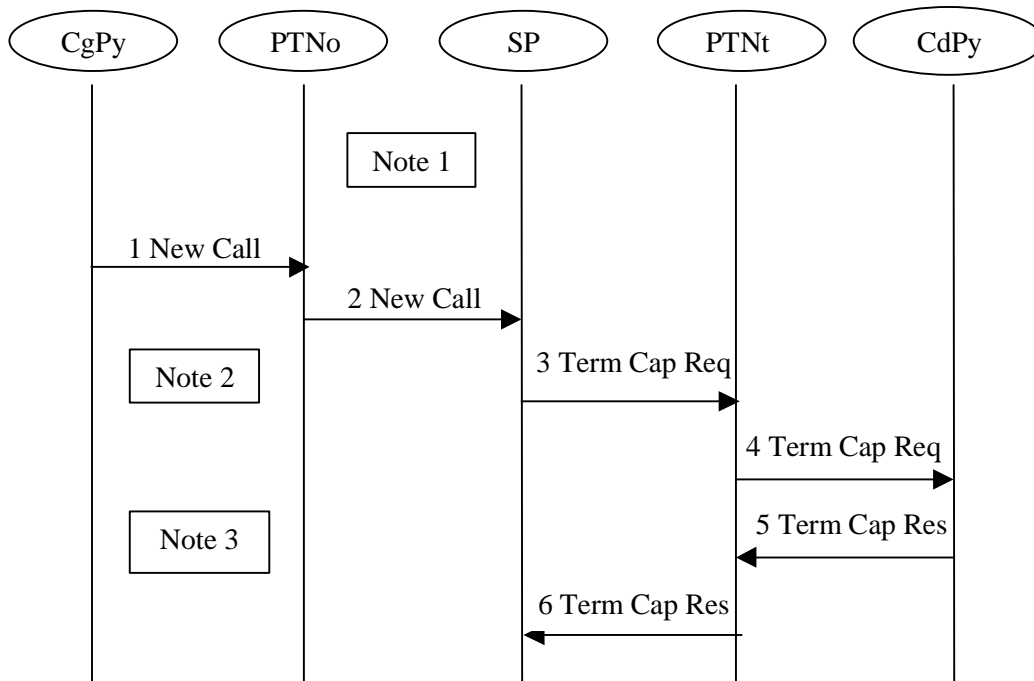 CgPy PTNo SP PTNt CdPy
Note 1
1 New Call
2 New Call
Note 2
3 Term Cap Req
4 Term Cap Req
Note 3
5 Term Cap Res
6 Term Cap Res